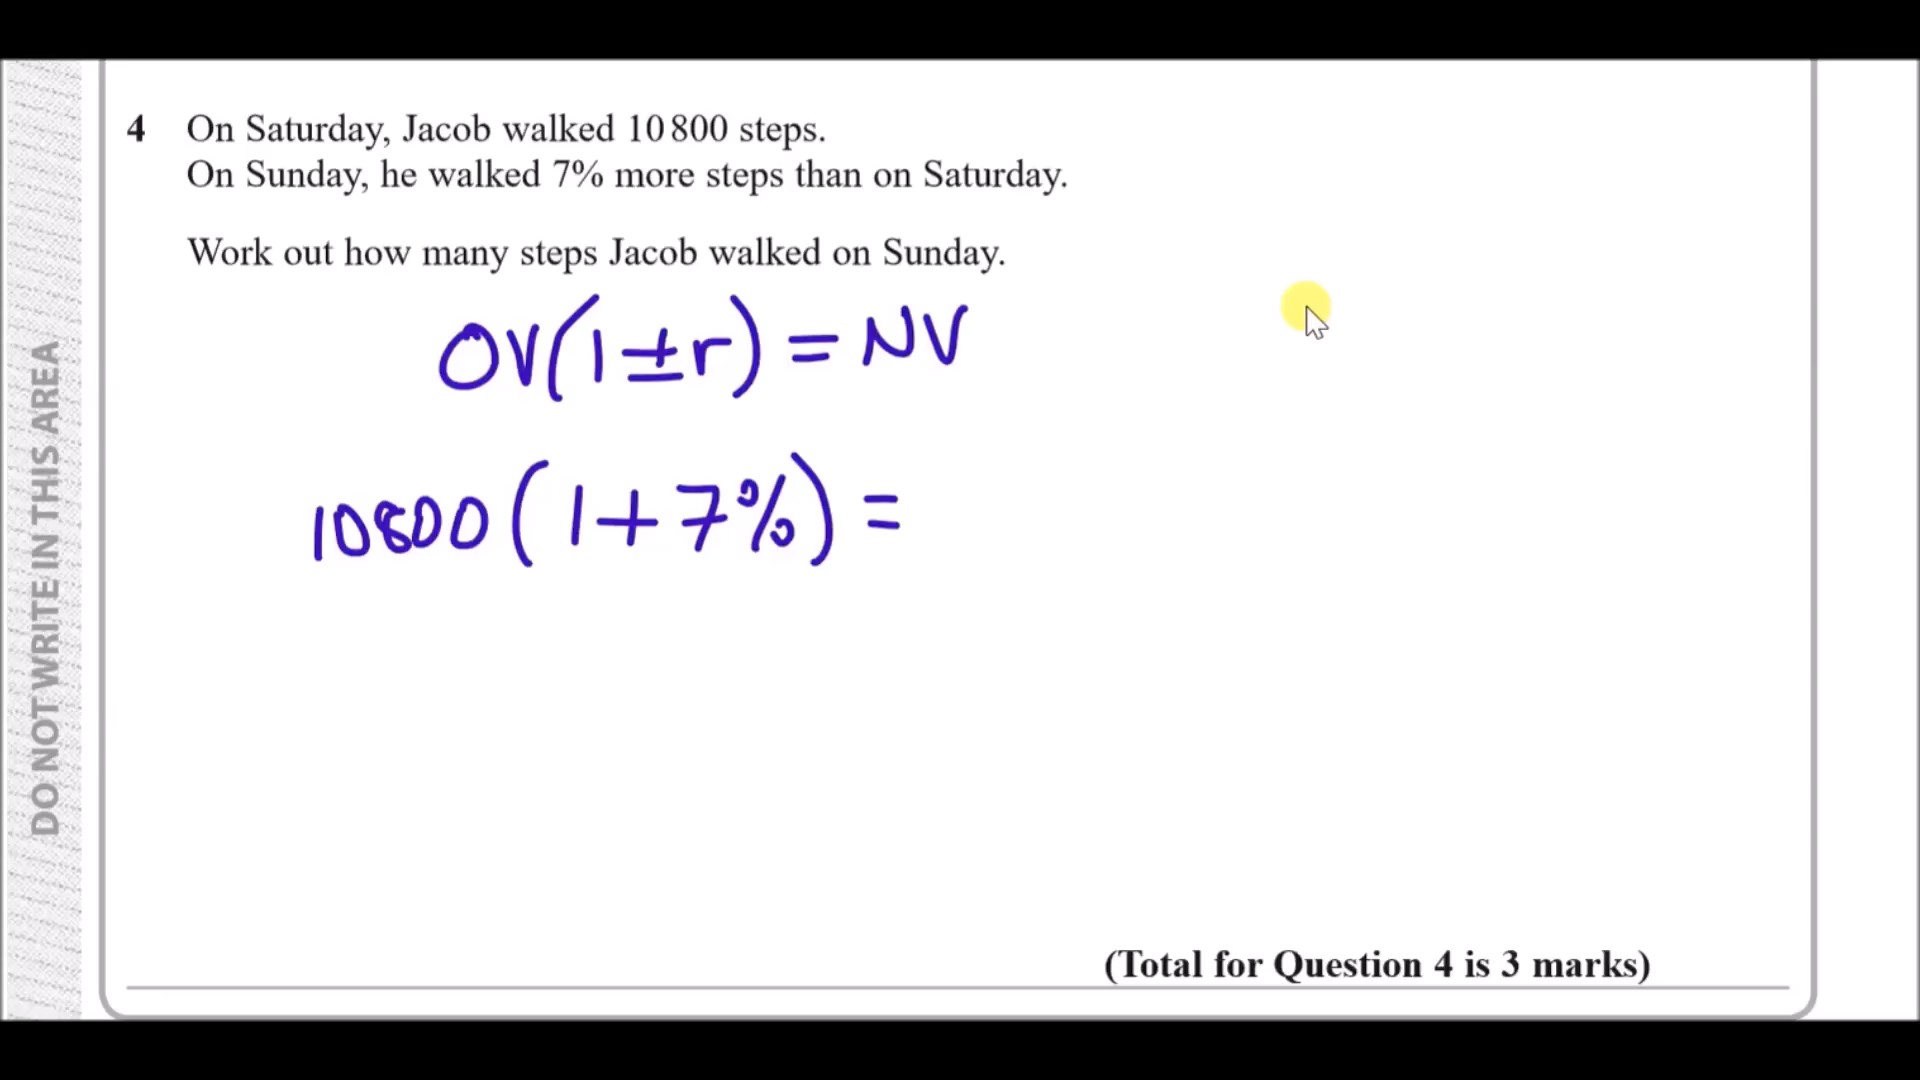 4 On Saturday, Jacob walked 10 800 steps.
On Sunday, he walked 7% more steps than on Saturday.
Work out how many steps Jacob walked on Sunday.
OV(1±r) = NV
10800(1+7%) =
(Total for Question 4 is 3 marks)
DO NOT WRITE IN THIS AREA